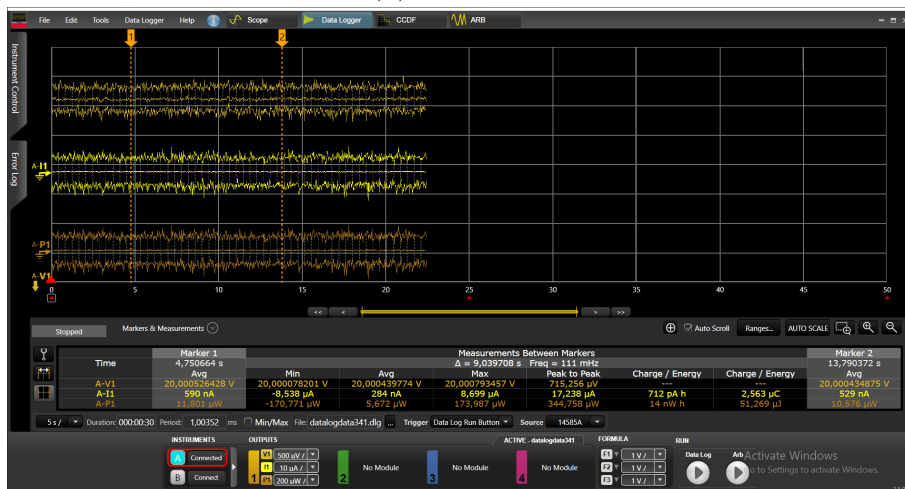 File Edit Tools Data Logger Help Scope Data Logger CCDF ARB
Instrument Control
Error Log
1 2
A-I1
A-P1
A-V1
0 5 10 15 20 25 30 35 40 45 50
<< < > >>
Stopped Markers & Measurements Auto Scroll Ranges... AUTO SCALE
Marker 1 Measurements Between Markers Marker 2
Time 4,750664 s Δ = 9,039708 s Freq = 111 mHz 13,790372 s
Avg Min Avg Max Peak to Peak Charge / Energy Charge / Energy Avg
A-V1 20,000526428 V 20,000078201 V 20,000439774 V 20,000793457 V 715,256 µV --- --- 20,000434875 V
A-I1 590 nA -8,538 µA 284 nA 8,699 µA 17,238 µA 712 pA h 2,563 µC 529 nA
A-P1 11,801 µW -170,771 µW 5,672 µW 173,987 µW 344,758 µW 14 nW h 51,269 µJ 10,576 µW
5 s / Duration: 000:00:30 Period: 1,00352 ms Min/Max File: datalogdata341.dlg ... Trigger Data Log Run Button Source 14585A
INSTRUMENTS OUTPUTS ACTIVE - datalogdata341 FORMULA RUN
A Connected
B Connect
1 V1 500 uV /
I1 10 uA /
P1 200 uW /
2 No Module
3 No Module
4 No Module
F1 1 V /
F2 1 V /
F3 1 V /
Data Log Arb
Activate Windows
Go to Settings to activate Windows.